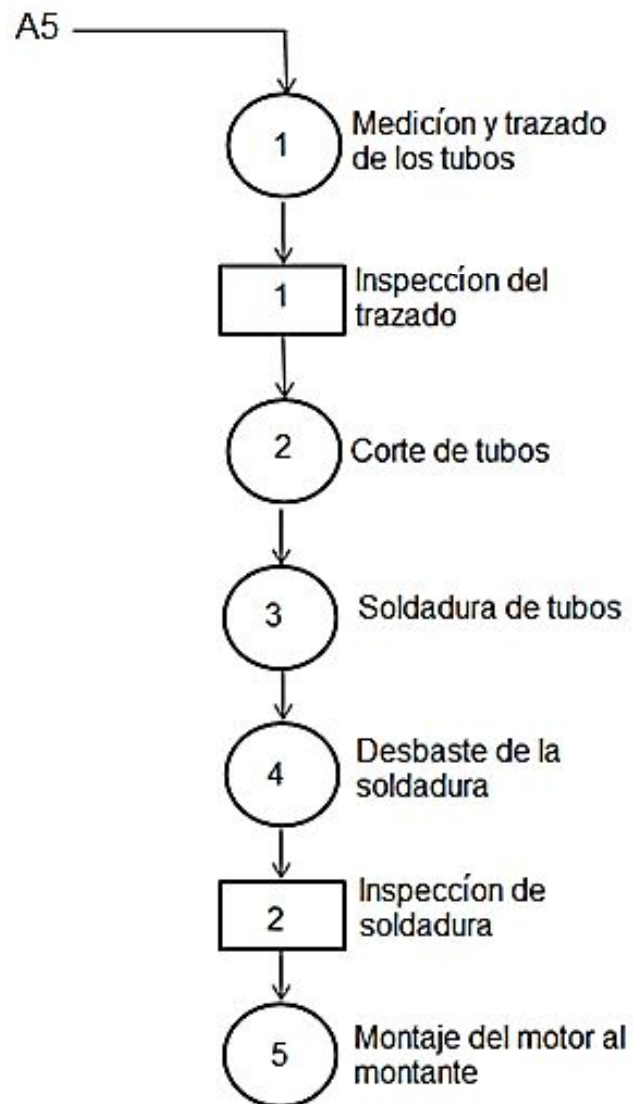 A5
1
Medicíon y trazado
de los tubos
1
Inspeccíon del
trazado
2
Corte de tubos
3
Soldadura de tubos
4
Desbaste de la
soldadura
2
Inspeccíon de
soldadura
5
Montaje del motor al
montante